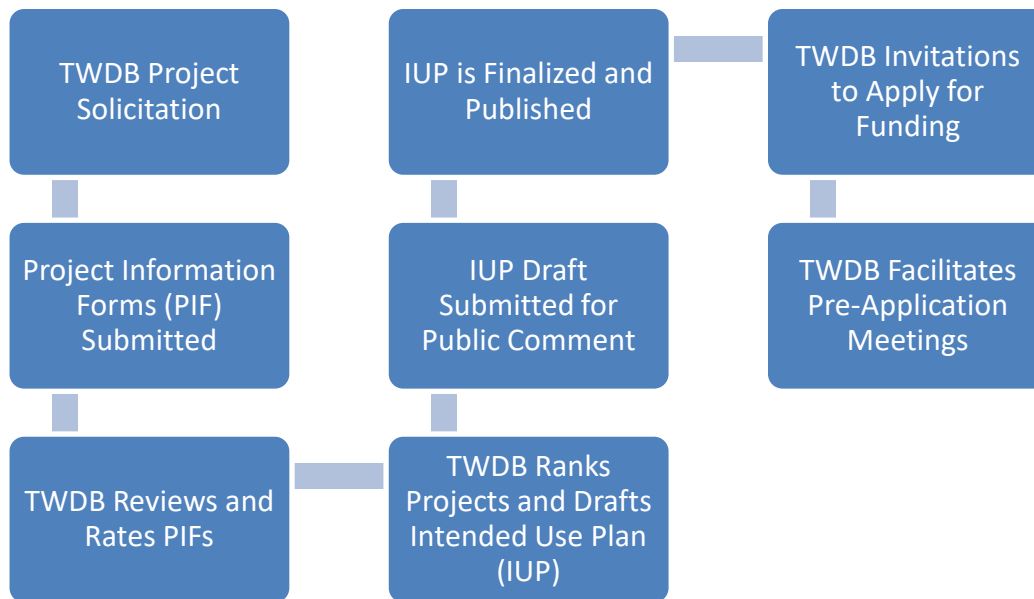 TWDB Project
Solicitation
Project Information
Forms (PIF)
Submitted
TWDB Reviews and
Rates PIFs
TWDB Ranks
Projects and Drafts
Intended Use Plan
(IUP)
IUP Draft
Submitted for
Public Comment
IUP is Finalized and
Published
TWDB Invitations
to Apply for
Funding
TWDB Facilitates
Pre-Application
Meetings